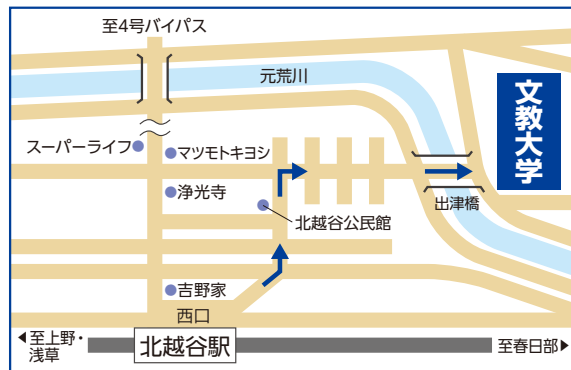 至4号バイパス
元荒川
文教大学
スーパーライフ
マツモトキヨシ
浄光寺
出津橋
北越谷公民館
吉野家
西口
至上野・
浅草
北越谷駅
至春日部